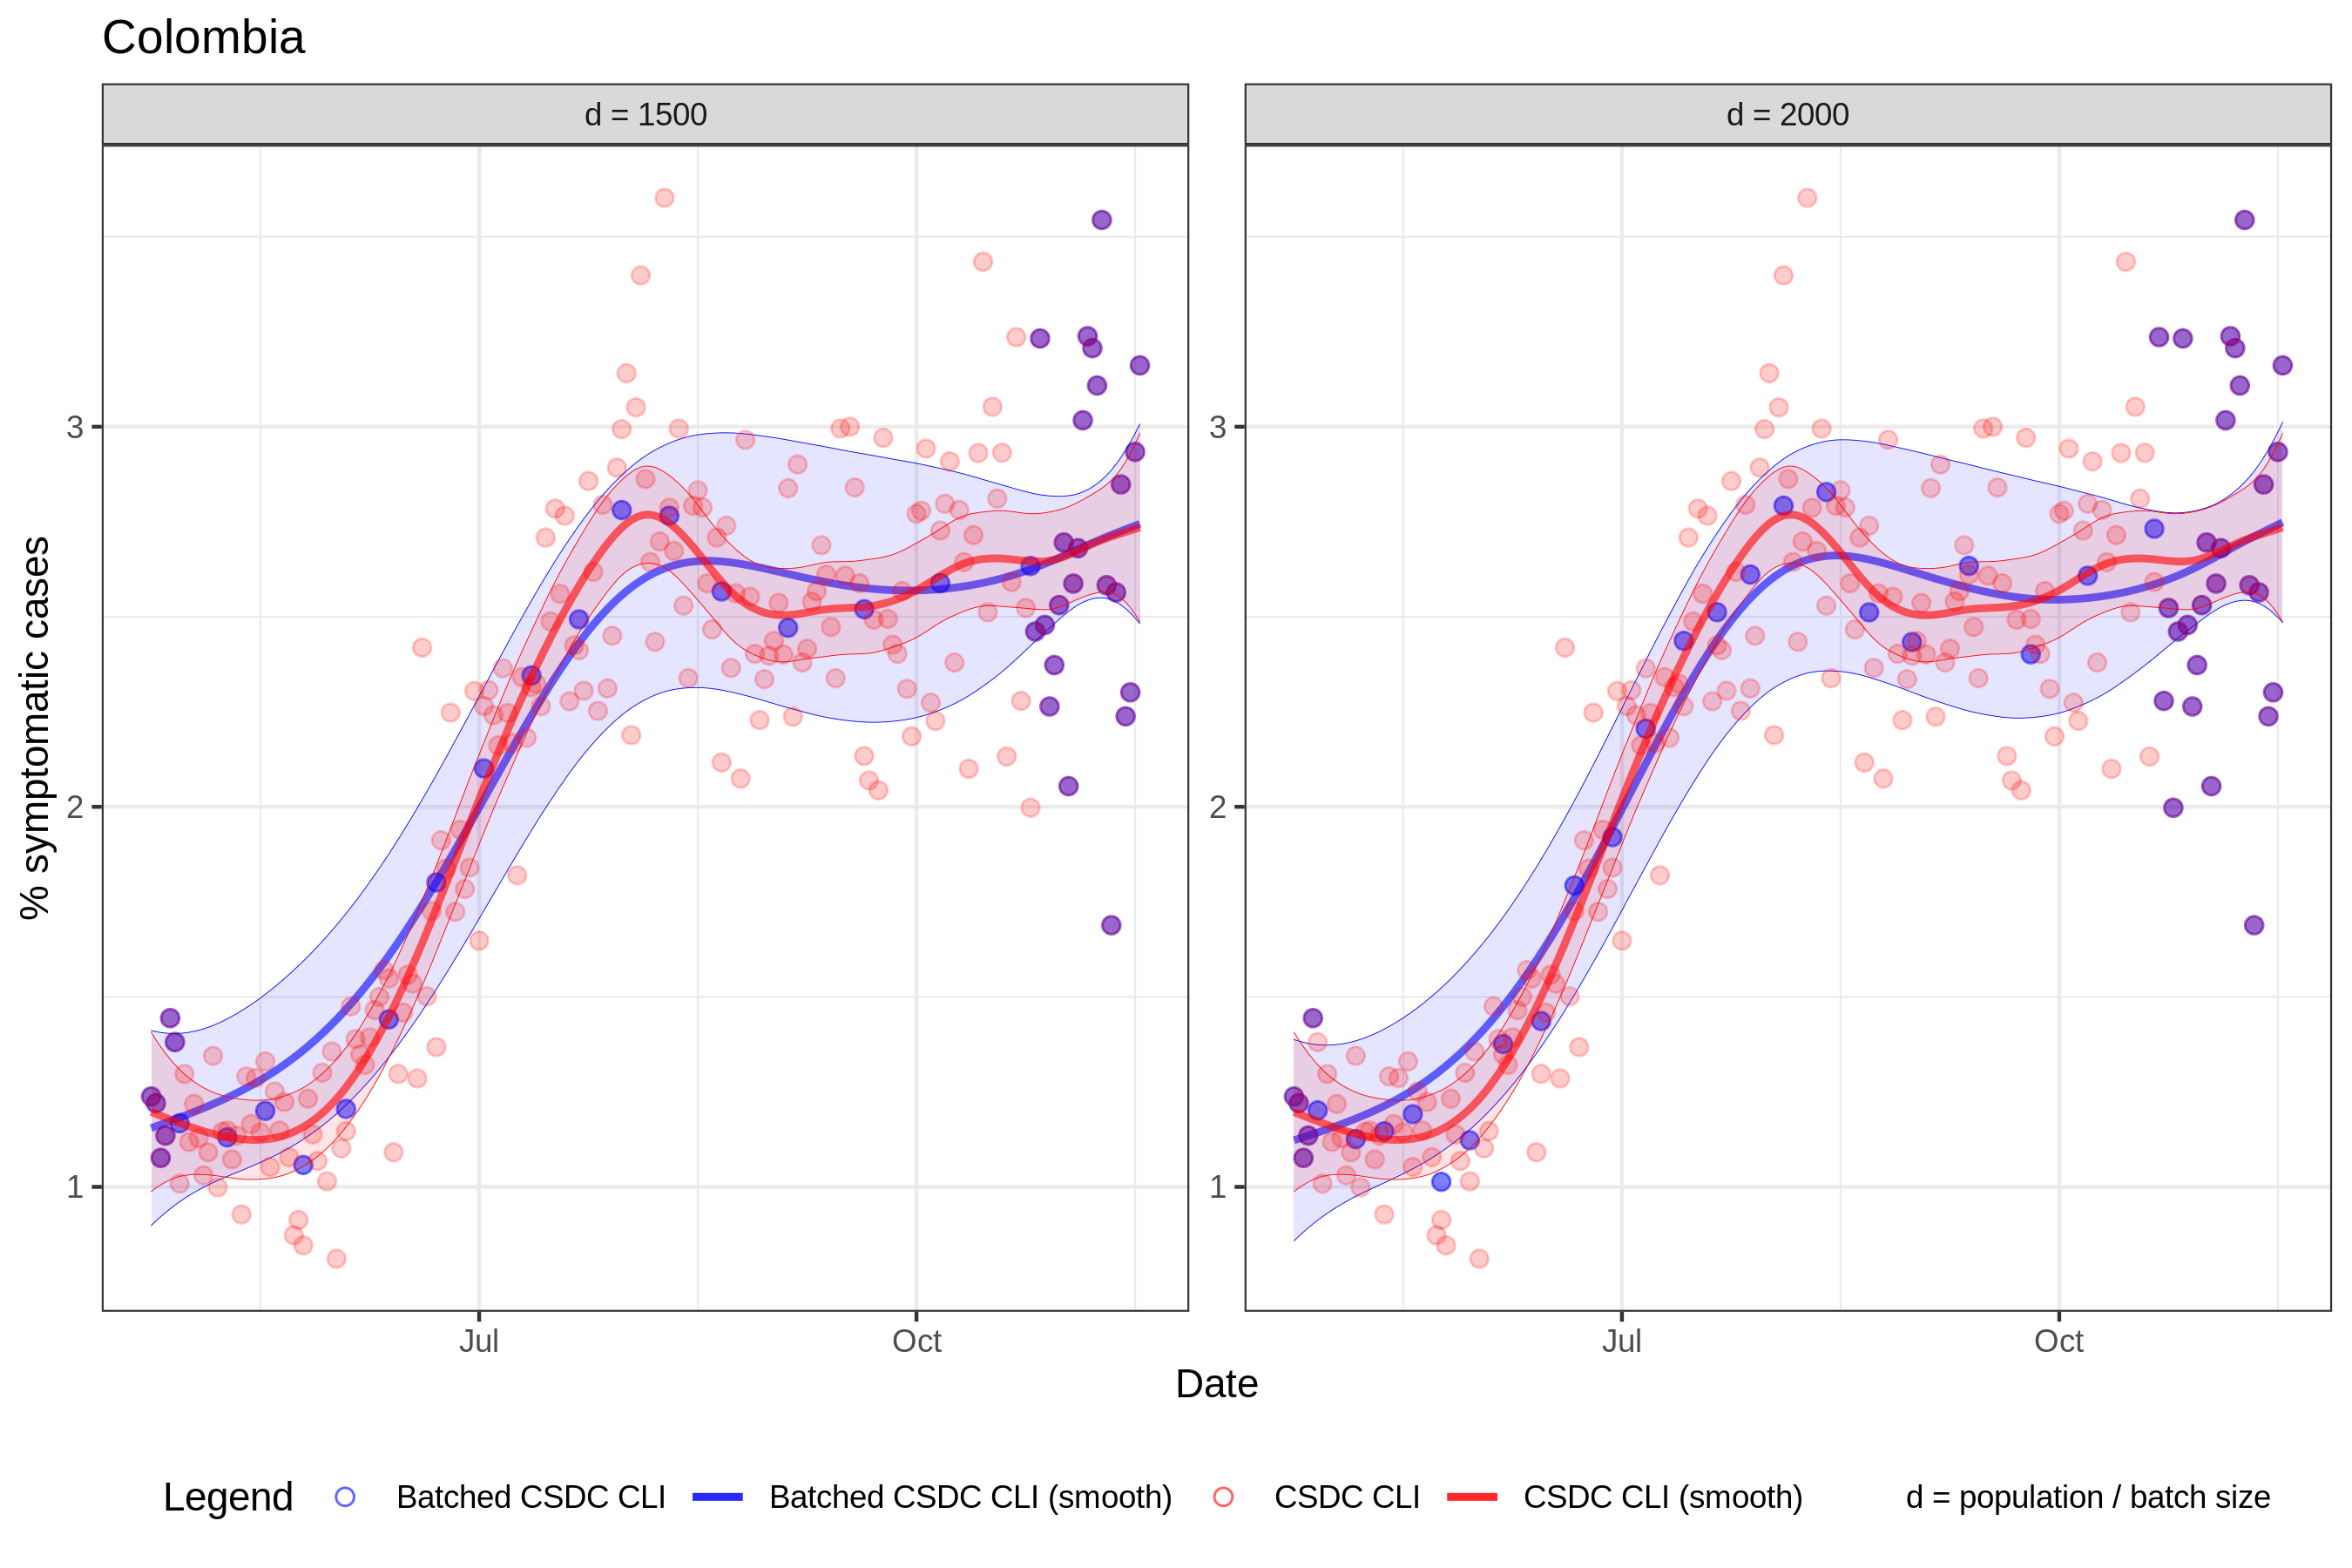 Colombia
d = 1500
d = 2000
% symptomatic cases
3
2
1
3
2
1
Jul
Oct
Jul
Oct
Date
Legend
Batched CSDC CLI
Batched CSDC CLI (smooth)
CSDC CLI
CSDC CLI (smooth)
d = population / batch size